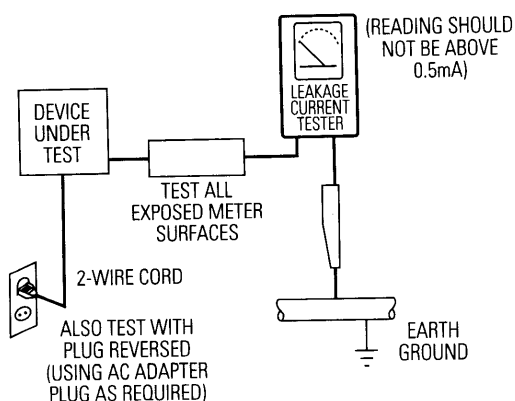 (READING SHOULD
NOT BE ABOVE
0.5mA)
LEAKAGE
CURRENT
TESTER
DEVICE
UNDER
TEST
TEST ALL
EXPOSED METER
SURFACES
2-WIRE CORD
ALSO TEST WITH
PLUG REVERSED
(USING AC ADAPTER
PLUG AS REQUIRED)
EARTH
GROUND